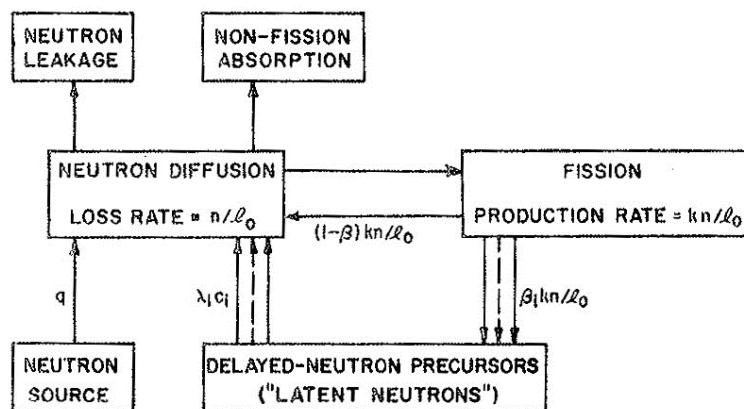 NEUTRON
LEAKAGE
NON-FISSION
ABSORPTION
NEUTRON DIFFUSION
LOSS RATE = n/ℓ₀
FISSION
PRODUCTION RATE = kn/ℓ₀
(1-β)kn/ℓ₀
q
λᵢcᵢ
βᵢkn/ℓ₀
NEUTRON
SOURCE
DELAYED-NEUTRON PRECURSORS
("LATENT NEUTRONS")